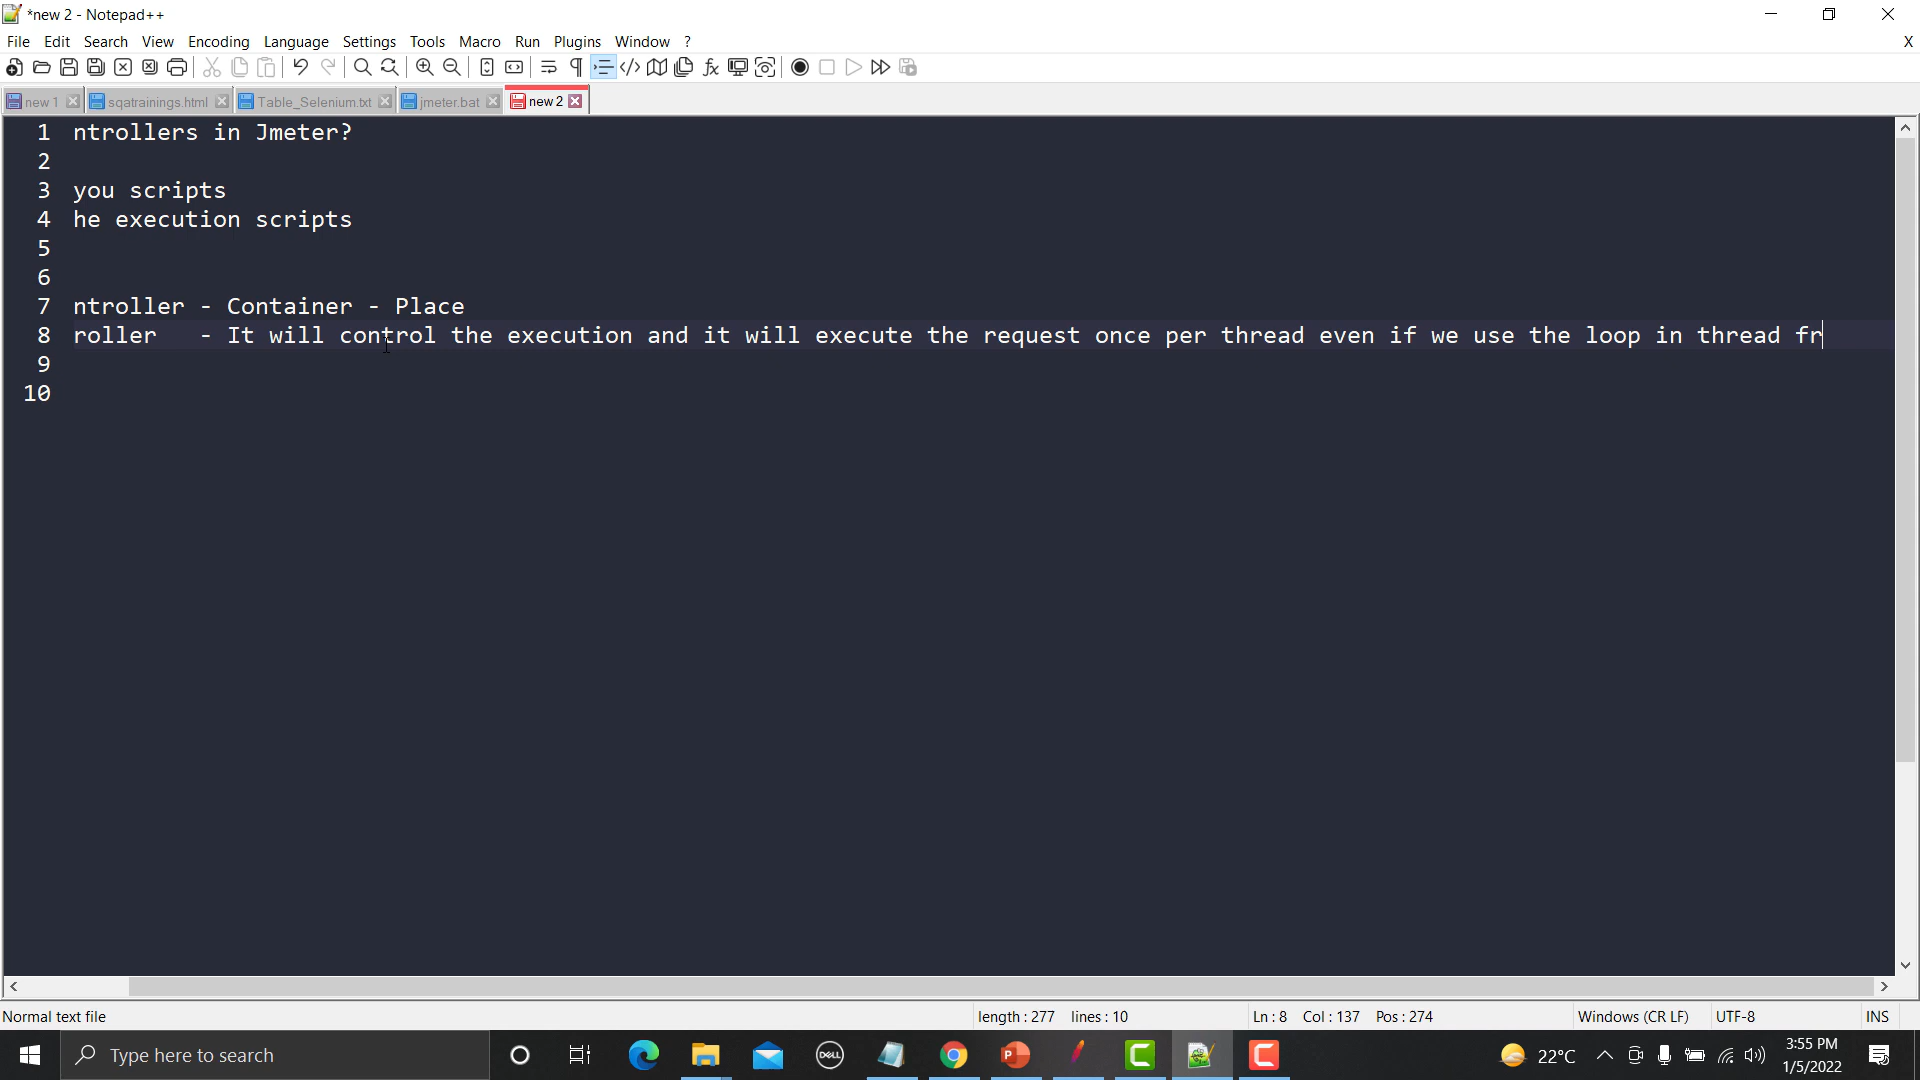 *new 2 - Notepad++
File Edit Search View Encoding Language Settings Tools Macro Run Plugins Window ? X
new 1 sqatrainings.html Table_Selenium.txt jmeter.bat new 2
1 ntrollers in Jmeter?
2
3 you scripts
4 he execution scripts
5
6
7 ntroller - Container - Place
8 roller   - It will control the execution and it will execute the request once per thread even if we use the loop in thread fr
9
10
Normal text file length : 277 lines : 10 Ln : 8 Col : 137 Pos : 274 Windows (CR LF) UTF-8 INS
Type here to search DELL 22°C 3:55 PM
1/5/2022